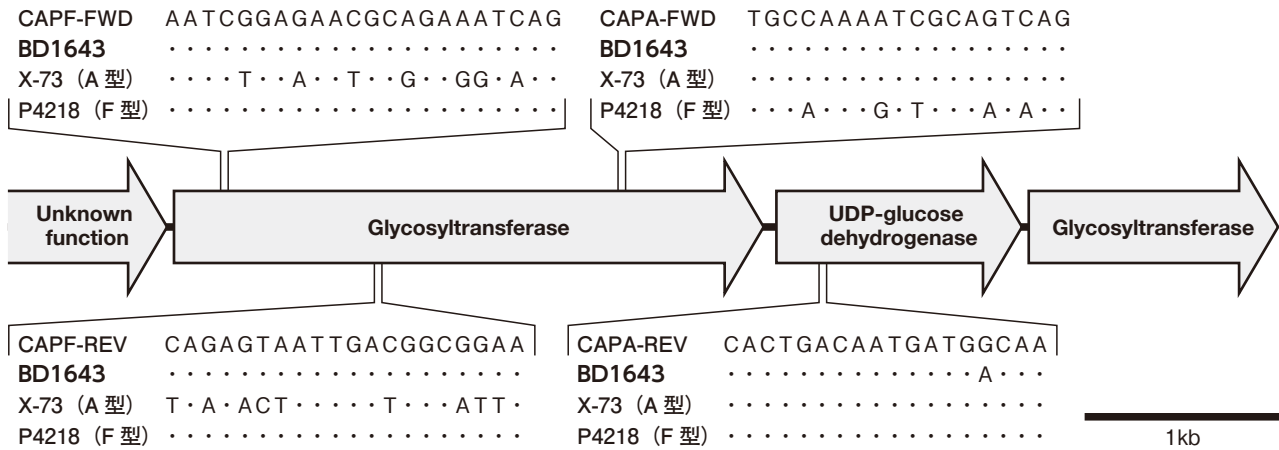 CAPF-FWD AATCGGAGAACGCAGAAATCAG
BD1643 · · · · · · · · · · · · · · · · · · · · · ·
X-73（A 型） · · · · T · · A · · T · · G · · GG · A · ·
P4218（F 型） · · · · · · · · · · · · · · · · · · · · · ·
CAPA-FWD TGCCAAAATCGCAGTCAG
BD1643 · · · · · · · · · · · · · · · · · ·
X-73（A 型） · · · · · · · · · · · · · · · · · ·
P4218（F 型） · · · A · · · G · T · · · A · A · ·
Unknown
function
Glycosyltransferase
UDP-glucose
dehydrogenase
Glycosyltransferase
CAPF-REV CAGAGTAATTGACGGCGGAA
BD1643 · · · · · · · · · · · · · · · · · · · ·
X-73（A 型） T · A · ACT · · · · · T · · · ATT ·
P4218（F 型） · · · · · · · · · · · · · · · · · · · ·
CAPA-REV CACTGACAATGATGGCAA
BD1643 · · · · · · · · · · · · · · A · · ·
X-73（A 型） · · · · · · · · · · · · · · · · · ·
P4218（F 型） · · · · · · · · · · · · · · · · · ·
1kb